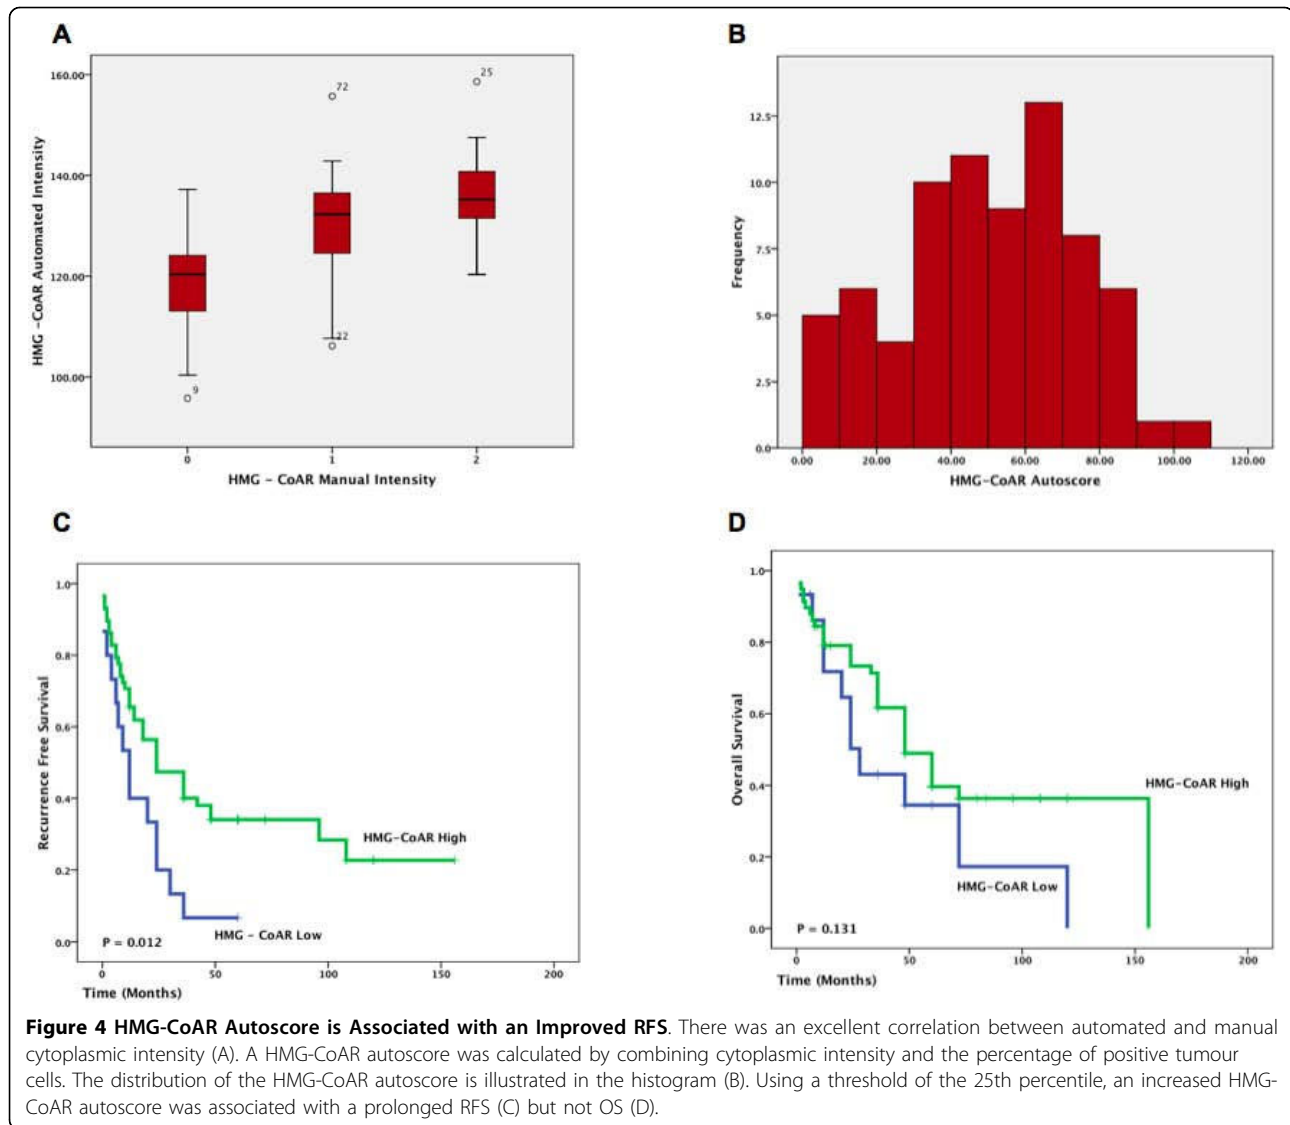 A
HMG -CoAR Automated Intensity
160.00
140.00
120.00
100.00
72
25
22
9
0 1 2
HMG - CoAR Manual Intensity
B
Frequency
12.5
10.0
7.5
5.0
2.5
0.0
0.00 20.00 40.00 60.00 80.00 100.00 120.00
HMG-CoAR Autoscore
C
Recurrence Free Survival
1.0
0.8
0.6
0.4
0.2
0.0
HMG-CoAR High
HMG - CoAR Low
P = 0.012
0 50 100 150 200
Time (Months)
D
Overall Survival
1.0
0.8
0.6
0.4
0.2
0.0
HMG-CoAR High
HMG-CoAR Low
P = 0.131
0 50 100 150 200
Time (Months)
Figure 4 HMG-CoAR Autoscore is Associated with an Improved RFS. There was an excellent correlation between automated and manual
cytoplasmic intensity (A). A HMG-CoAR autoscore was calculated by combining cytoplasmic intensity and the percentage of positive tumour
cells. The distribution of the HMG-CoAR autoscore is illustrated in the histogram (B). Using a threshold of the 25th percentile, an increased HMG-
CoAR autoscore was associated with a prolonged RFS (C) but not OS (D).